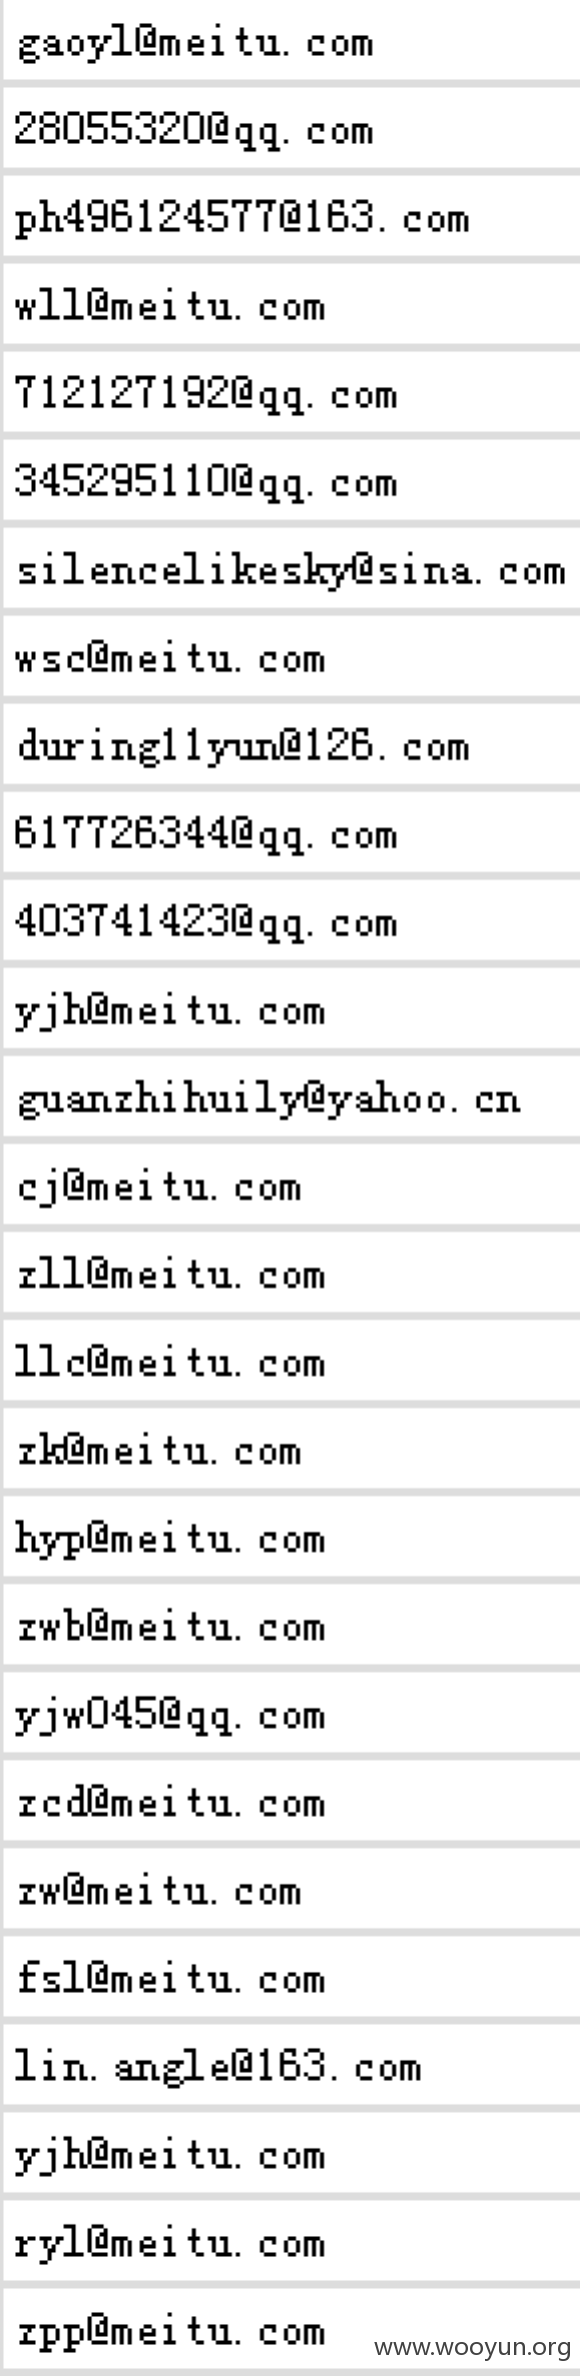 gaoyl@meitu.com
28055320@qq.com
ph496124577@163.com
wll@meitu.com
712127192@qq.com
345295110@qq.com
silencelikesky@sina.com
wsc@meitu.com
during11yun@126.com
617726344@qq.com
403741423@qq.com
yjh@meitu.com
guanzhihuily@yahoo.cn
cj@meitu.com
zll@meitu.com
llc@meitu.com
zk@meitu.com
hyp@meitu.com
zwb@meitu.com
yjw045@qq.com
zcd@meitu.com
zw@meitu.com
fsl@meitu.com
lin.angle@163.com
yjh@meitu.com
ryl@meitu.com
zpp@meitu.com
www.wooyun.org